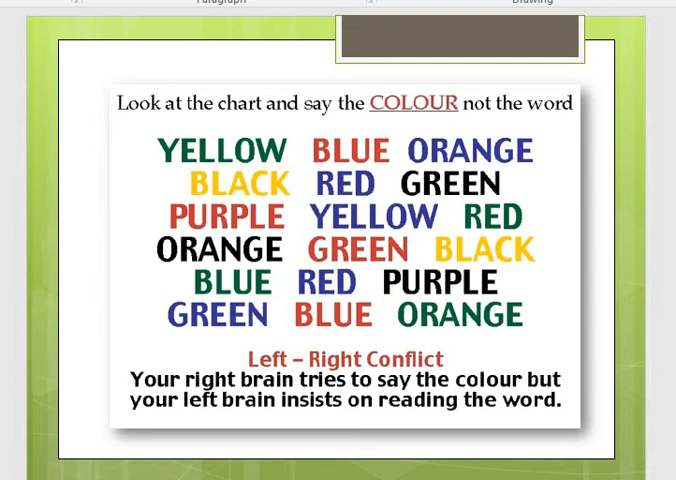 Paragraph Drawing
Look at the chart and say the COLOUR not the word
YELLOW BLUE ORANGE
BLACK RED GREEN
PURPLE YELLOW RED
ORANGE GREEN BLACK
BLUE RED PURPLE
GREEN BLUE ORANGE
Left – Right Conflict
Your right brain tries to say the colour but
your left brain insists on reading the word.